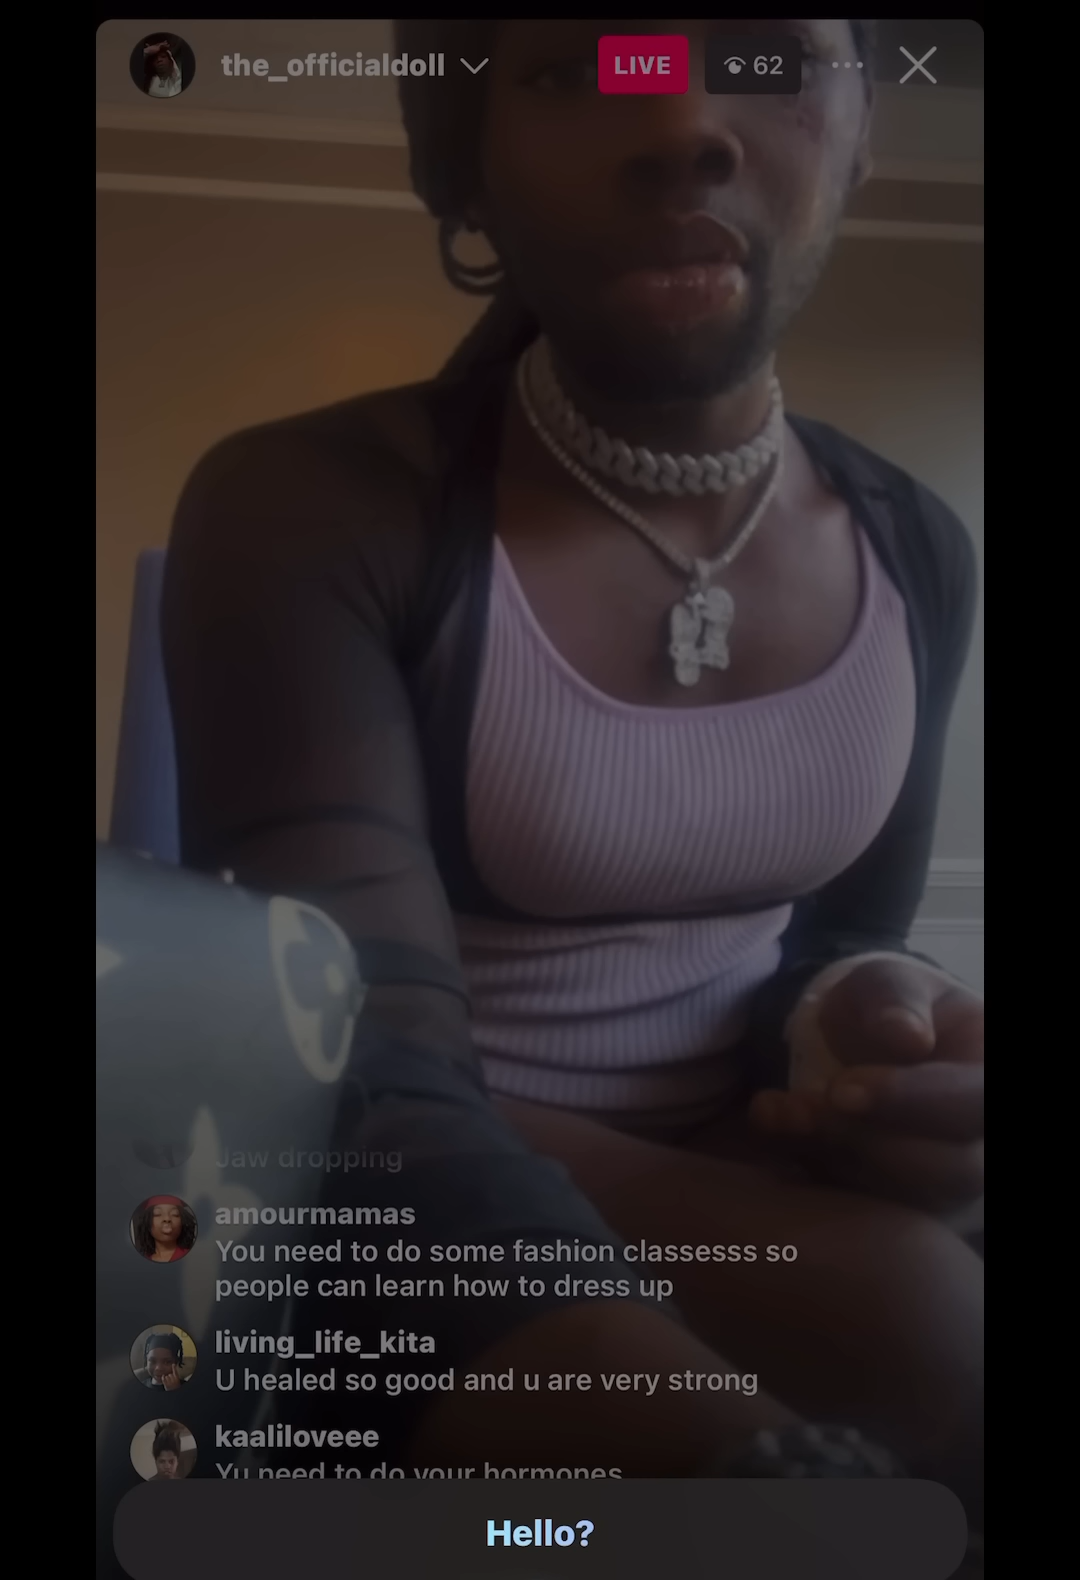 the_officialdoll
LIVE
62
Jaw dropping
amourmamas
You need to do some fashion classesss so
people can learn how to dress up
living_life_kita
U healed so good and u are very strong
kaaliloveee
Yu need to do your hormones
Hello?